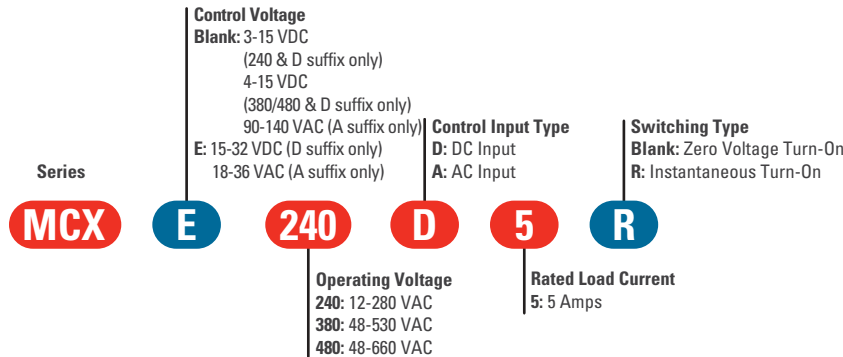 Control Voltage
Blank: 3-15 VDC
(240 & D suffix only)
4-15 VDC
(380/480 & D suffix only)
90-140 VAC (A suffix only)
E: 15-32 VDC (D suffix only)
18-36 VAC (A suffix only)
Control Input Type
D: DC Input
A: AC Input
Switching Type
Blank: Zero Voltage Turn-On
R: Instantaneous Turn-On
Series
MCX
E
240
D
5
R
Operating Voltage
240: 12-280 VAC
380: 48-530 VAC
480: 48-660 VAC
Rated Load Current
5: 5 Amps